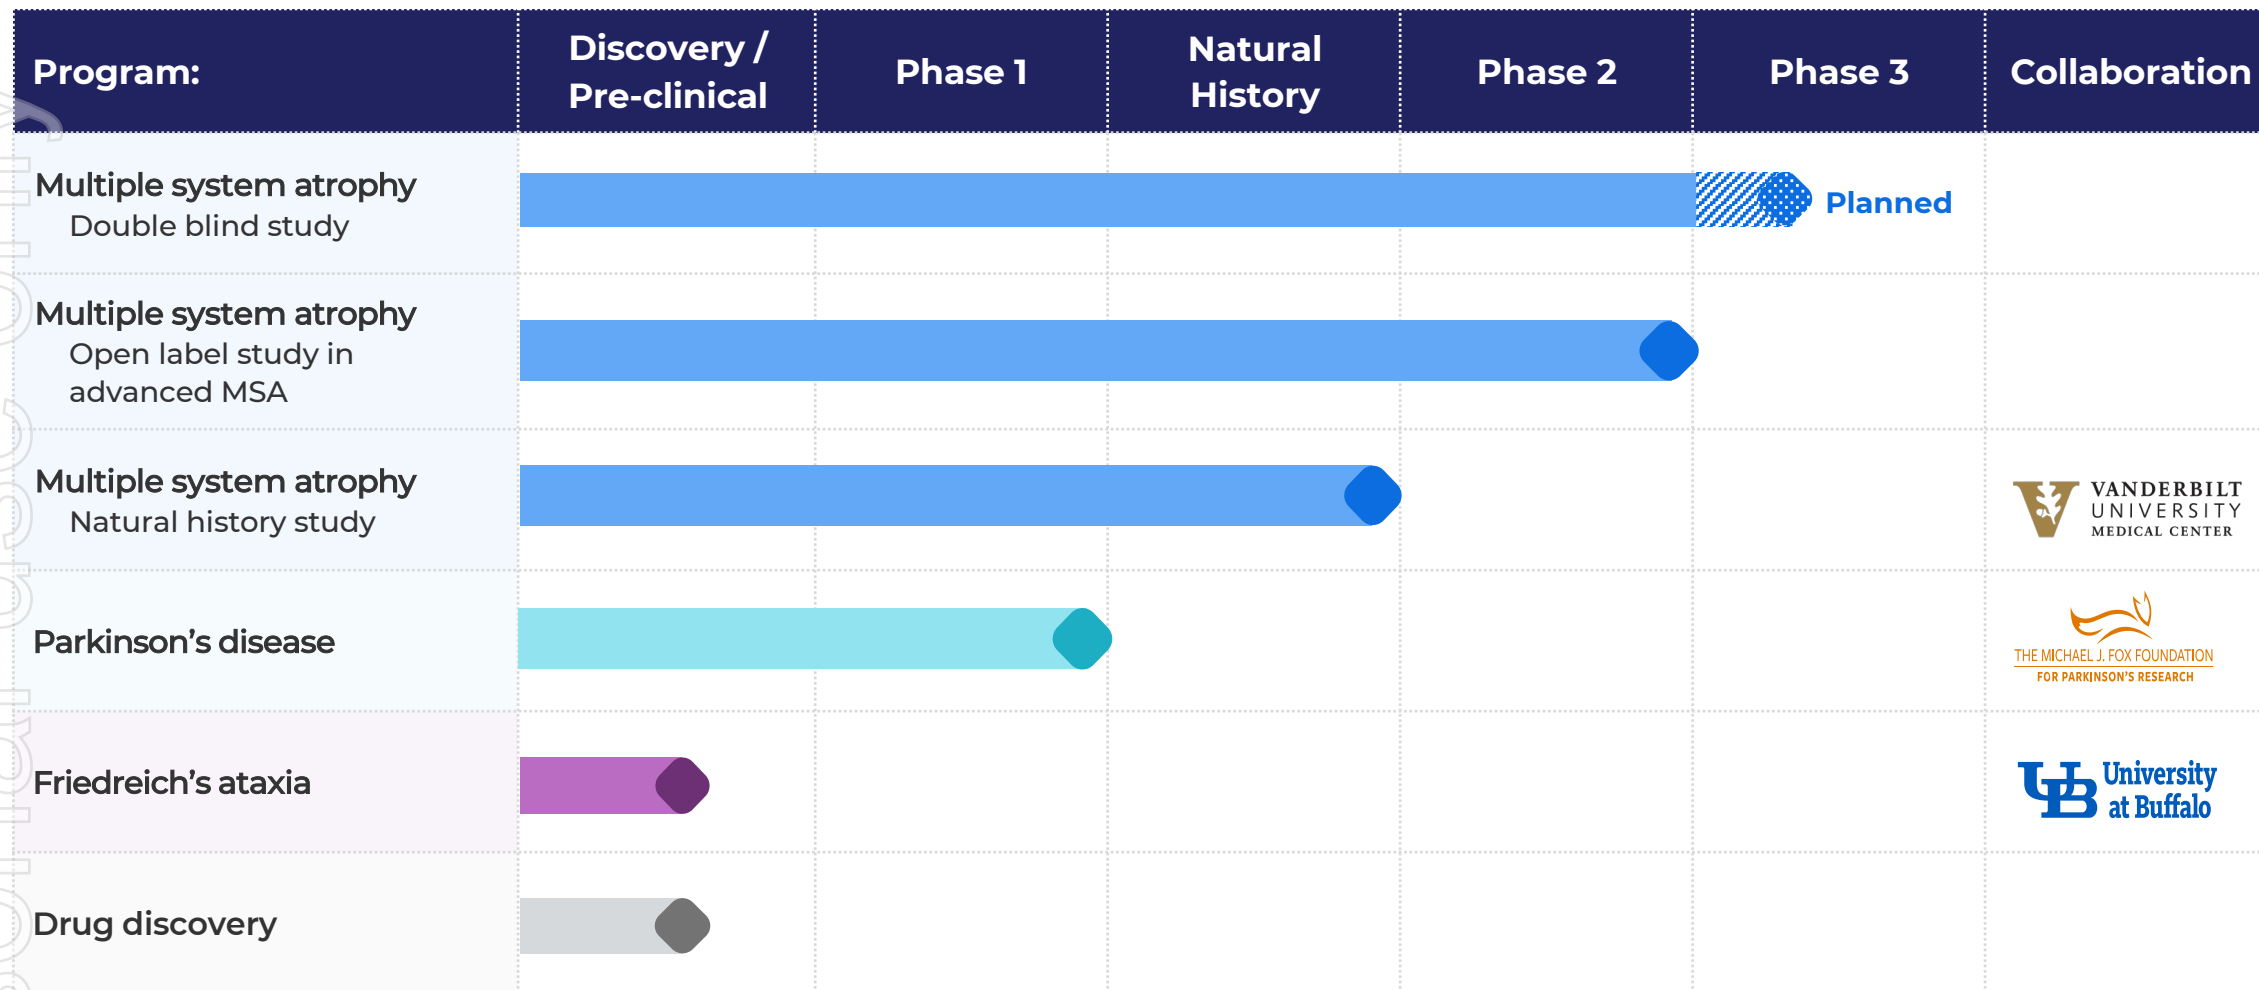 Program:
Discovery /
Pre-clinical
Phase 1
Natural
History
Phase 2
Phase 3
Collaboration
Multiple system atrophy
Double blind study
Planned
Multiple system atrophy
Open label study in
advanced MSA
Multiple system atrophy
Natural history study
VANDERBILT
UNIVERSITY
MEDICAL CENTER
Parkinson’s disease
THE MICHAEL J. FOX FOUNDATION
FOR PARKINSON'S RESEARCH
Friedreich’s ataxia
UB
University
at Buffalo
Drug discovery